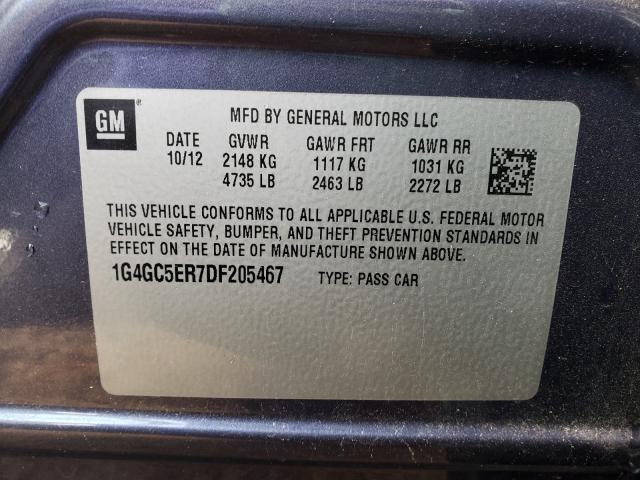 GM
MFD BY GENERAL MOTORS LLC
DATE GVWR GAWR FRT GAWR RR
10/12 2148 KG 1117 KG 1031 KG
4735 LB 2463 LB 2272 LB
THIS VEHICLE CONFORMS TO ALL APPLICABLE U.S. FEDERAL MOTOR
VEHICLE SAFETY, BUMPER, AND THEFT PREVENTION STANDARDS IN
EFFECT ON THE DATE OF MANUFACTURE SHOWN ABOVE.
1G4GC5ER7DF205467 TYPE: PASS CAR